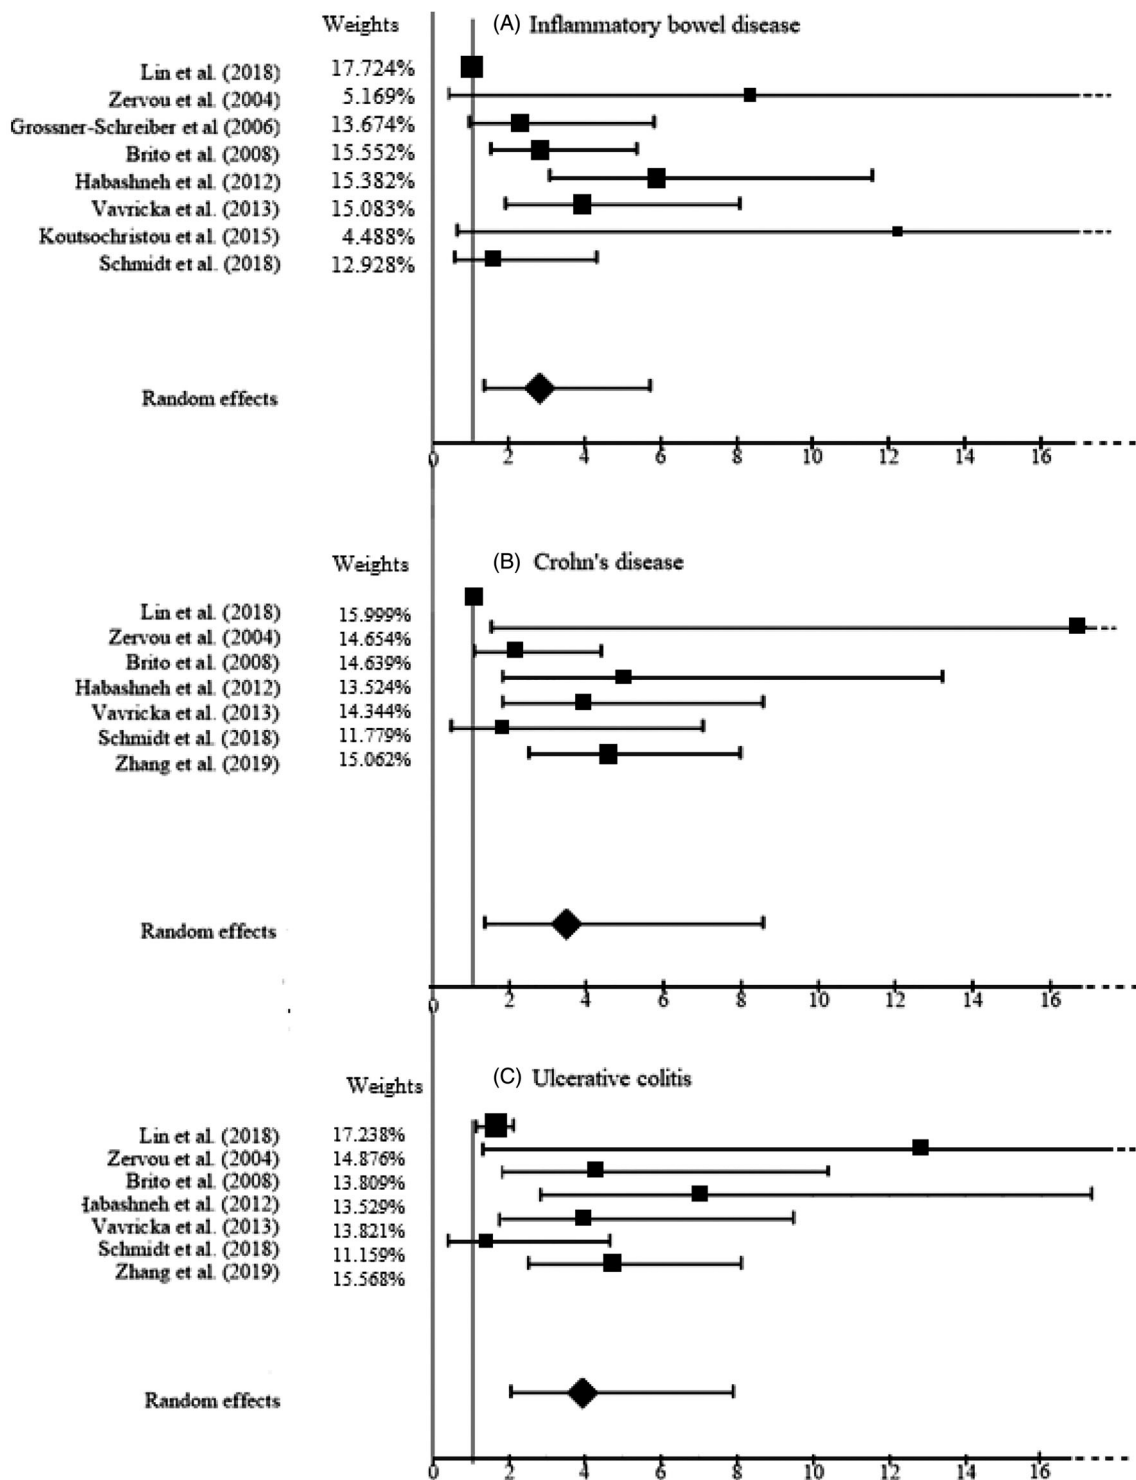 Weights (A) Inflammatory bowel disease
Lin et al. (2018) 17.724%
Zervou et al. (2004) 5.169%
Grossner-Schreiber et al (2006) 13.674%
Brito et al. (2008) 15.552%
Habashneh et al. (2012) 15.382%
Vavricka et al. (2013) 15.083%
Koutsochristou et al. (2015) 4.488%
Schmidt et al. (2018) 12.928%
Random effects
0 2 4 6 8 10 12 14 16
Weights (B) Crohn's disease
Lin et al. (2018) 15.999%
Zervou et al. (2004) 14.654%
Brito et al. (2008) 14.639%
Habashneh et al. (2012) 13.524%
Vavricka et al. (2013) 14.344%
Schmidt et al. (2018) 11.779%
Zhang et al. (2019) 15.062%
Random effects
0 2 4 6 8 10 12 14 16
Weights (C) Ulcerative colitis
Lin et al. (2018) 17.238%
Zervou et al. (2004) 14.876%
Brito et al. (2008) 13.809%
Habashneh et al. (2012) 13.529%
Vavricka et al. (2013) 13.821%
Schmidt et al. (2018) 11.159%
Zhang et al. (2019) 15.568%
Random effects
0 2 4 6 8 10 12 14 16